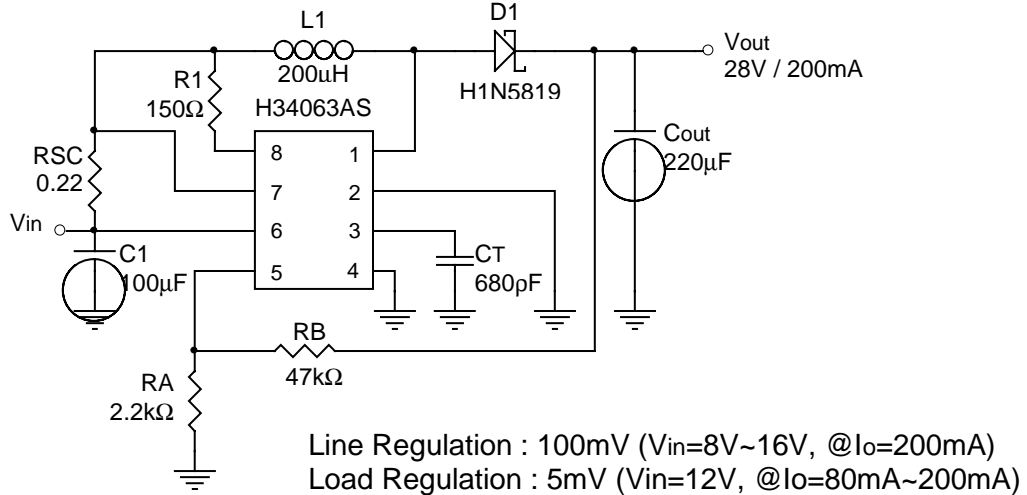 L1
200μH
D1
H1N5819
Vout
28V / 200mA
R1
150Ω
H34063AS
RSC
0.22
Vin
C1
100μF
8
7
6
5
1
2
3
4
Cout
220μF
CT
680ρF
RB
47kΩ
RA
2.2kΩ
Line Regulation : 100mV (Vin=8V~16V, @Io=200mA)
Load Regulation : 5mV (Vin=12V, @Io=80mA~200mA)